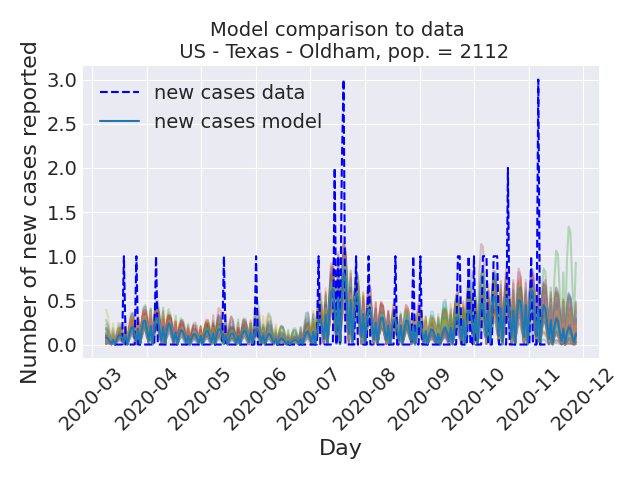 Model comparison to data
US - Texas - Oldham, pop. = 2112
Number of new cases reported
3.0
2.5
2.0
1.5
1.0
0.5
0.0
new cases data
new cases model
2020-03
2020-04
2020-05
2020-06
2020-07
2020-08
2020-09
2020-10
2020-11
2020-12
Day